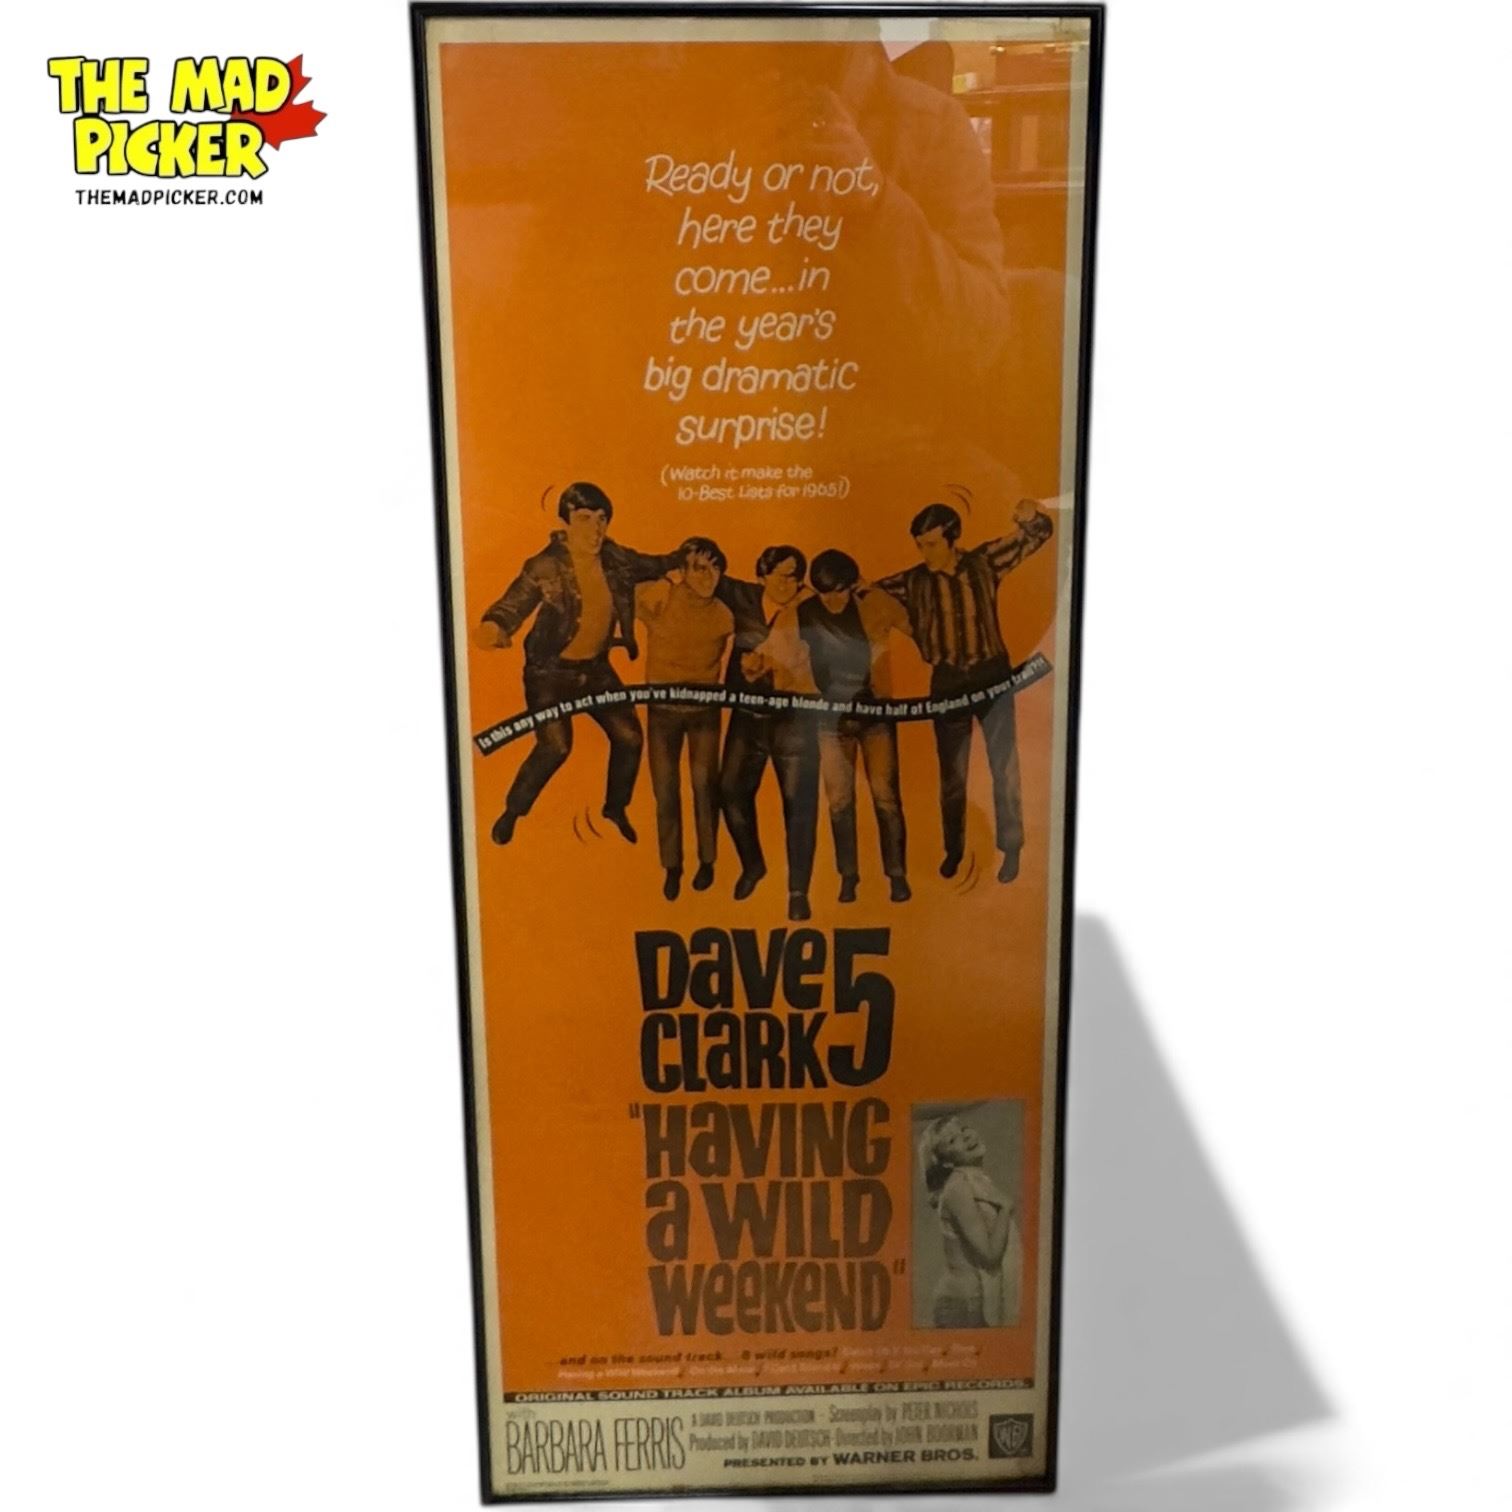 THE MAD
PICKER
THEMADPICKER.COM
Ready or not,
here they
come...in
the year's
big dramatic
surprise!
(Watch it make the
10-Best Lists for 1965!)
Is this any way to act when you've kidnapped a teen-age blonde and have half of England on your trail?!!
Dave
Clark 5
"Having
a Wild
Weekend"
...and on the sound track... 8 wild songs!
ORIGINAL SOUND TRACK ALBUM AVAILABLE ON EPIC RECORDS.
with
BARBARA FERRIS
A DAVID DEUTSCH PRODUCTION - Screenplay by PETER NICHOLS
Produced by DAVID DEUTSCH - Directed by JOHN BOORMAN
PRESENTED BY WARNER BROS.
WB